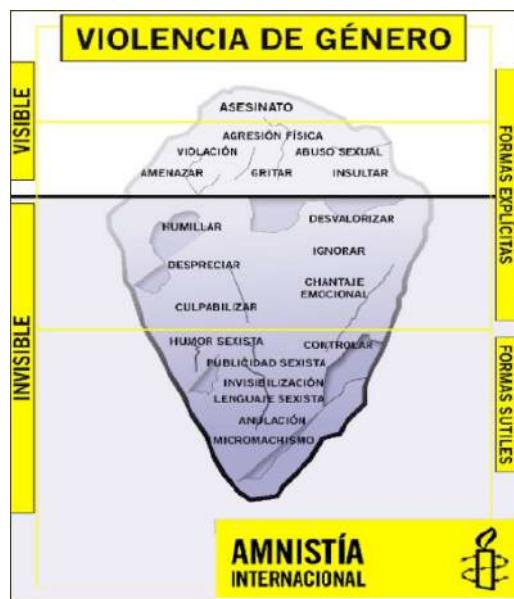 VIOLENCIA DE GÉNERO
VISIBLE
ASESINATO
AGRESIÓN FÍSICA
VIOLACIÓN ABUSO SEXUAL
AMENAZAR GRITAR INSULTAR
FORMAS EXPLÍCITAS
INVISIBLE
DESVALORIZAR
HUMILLAR
IGNORAR
DESPRECIAR
CHANTAJE
EMOCIONAL
CULPABILIZAR
HUMOR SEXISTA CONTROLAR
PUBLICIDAD SEXISTA
INVISIBILIZACIÓN
LENGUAJE SEXISTA
ANULACIÓN
MICROMACHISMO
FORMAS SUTILES
AMNISTÍA
INTERNACIONAL